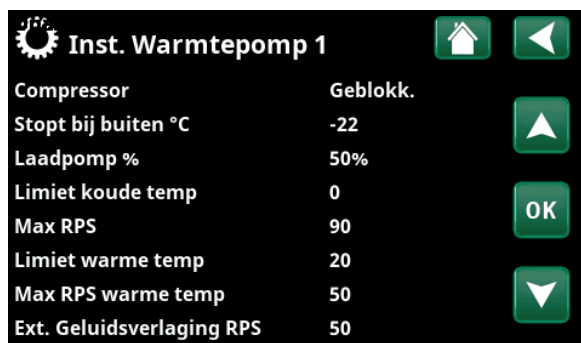 Inst. Warmtepomp 1
Compressor Geblokk.
Stopt bij buiten °C -22
Laadpomp % 50%
Limiet koude temp 0
Max RPS 90
OK
Limiet warme temp 20
Max RPS warme temp 50
Ext. Geluidsverlaging RPS 50